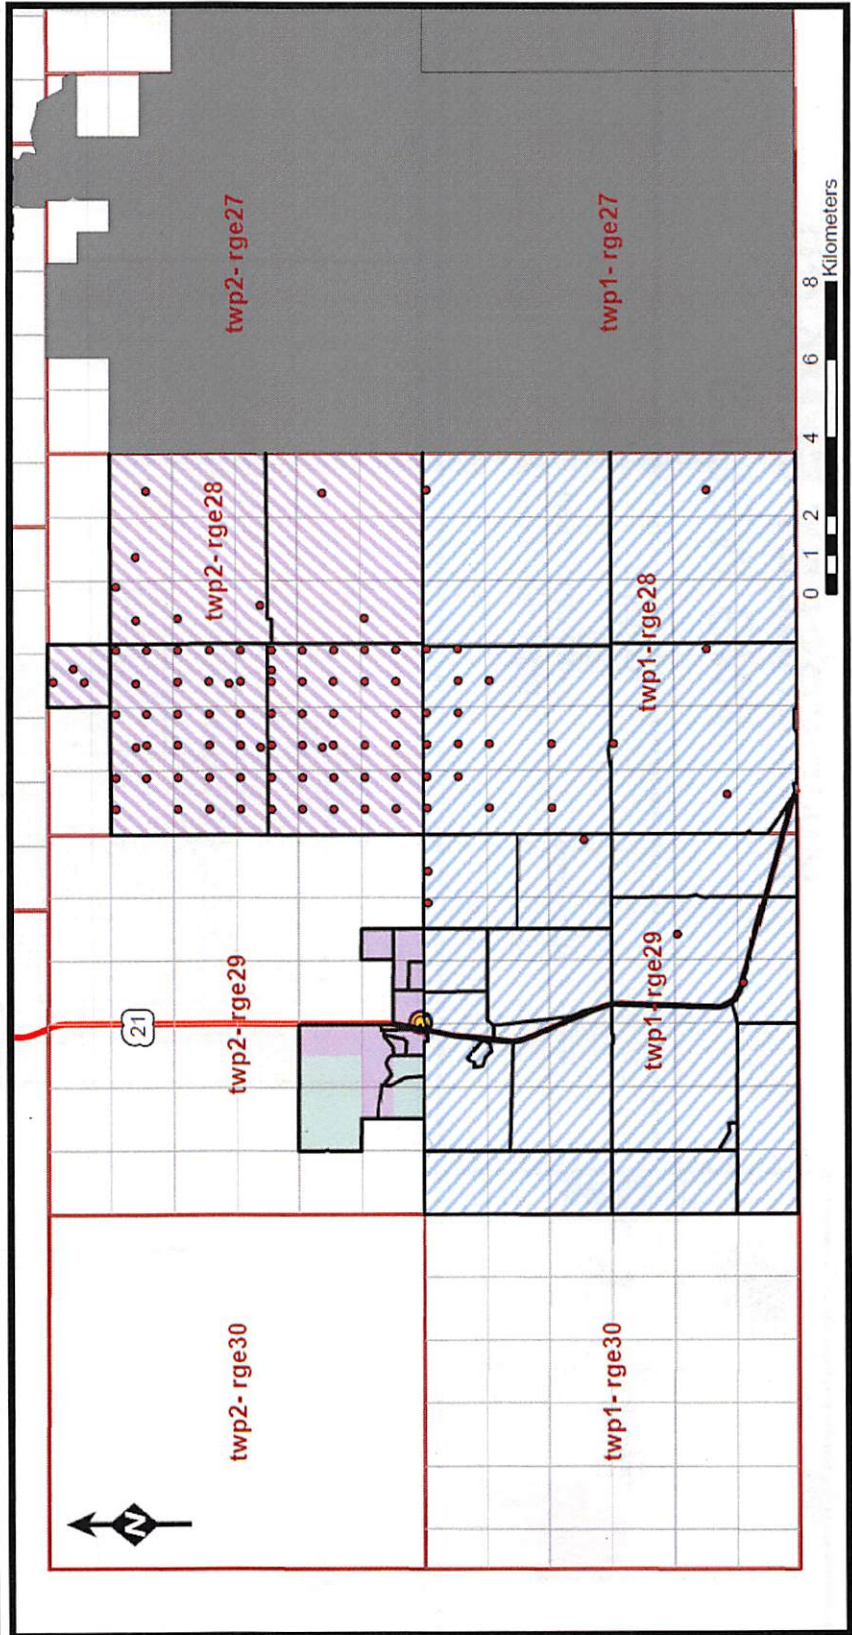 twp2- rge30
twp2- rge29
twp2- rge28
twp2- rge27
21
N
twp1- rge30
twp1- rge29
twp1- rge28
twp1- rge27
0 1 2 4 6 8
Kilometers